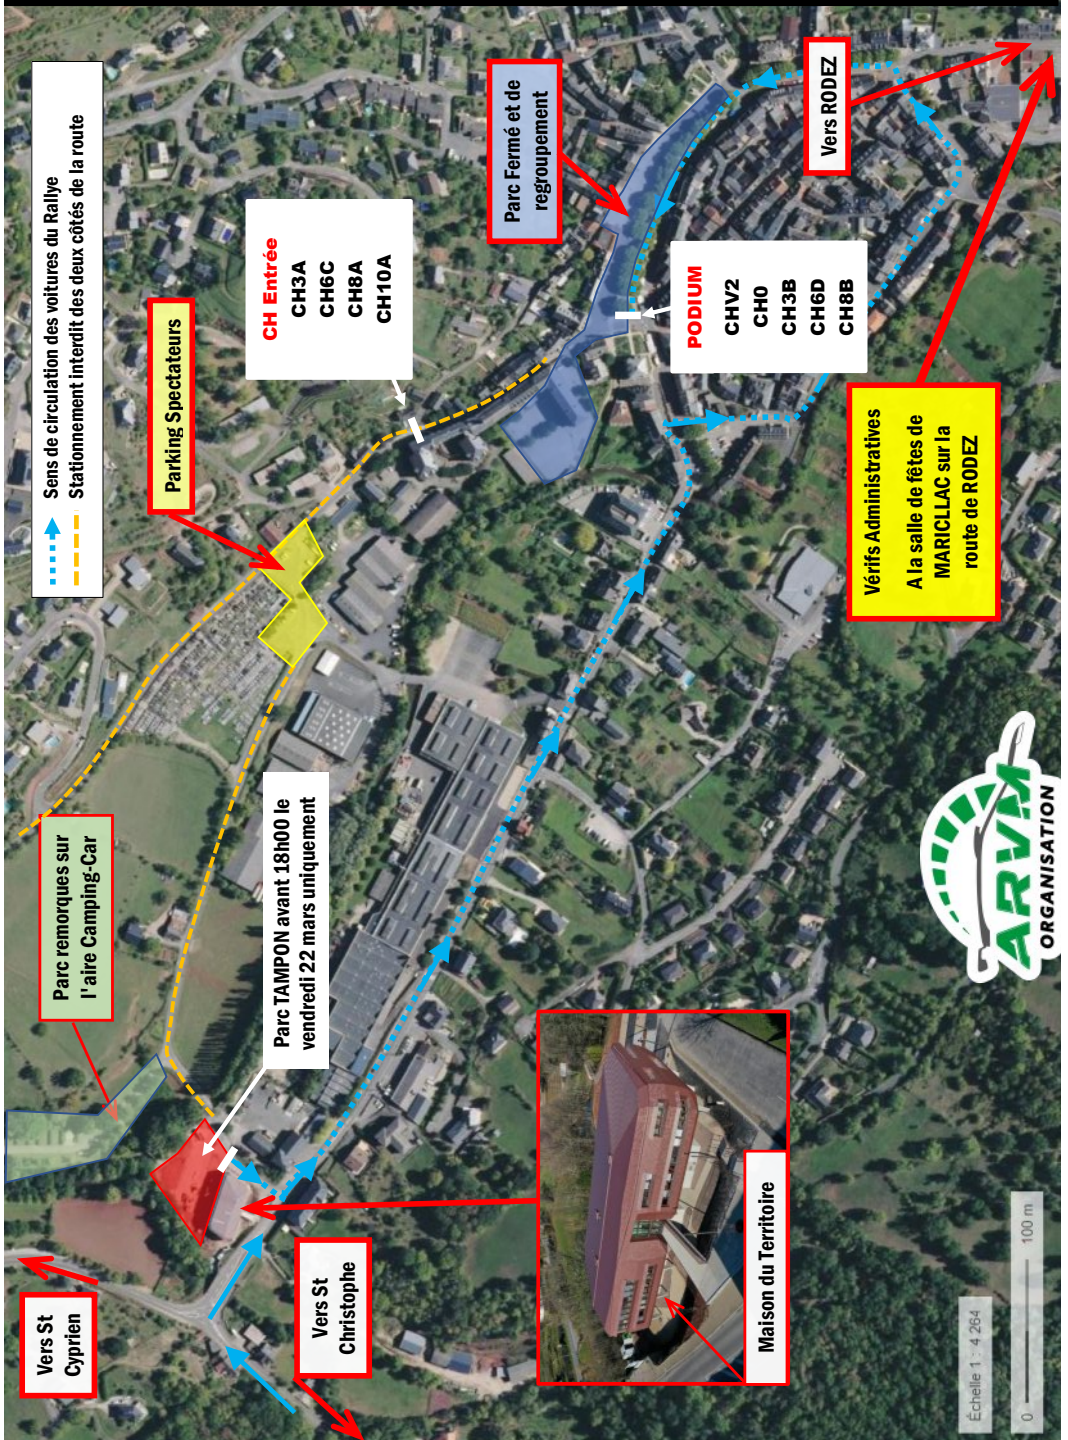 Sens de circulation des voitures du Rallye
Stationnement interdit des deux côtés de la route
Parking Spectateurs
CH Entrée
CH3A
CH6C
CH8A
CH10A
Parc Fermé et de
regroupement
Vers RODEZ
PODIUM
CHV2
CH0
CH3B
CH6D
CH8B
Vérifs Administratives
A la salle de fêtes de
MARICLLAC sur la
route de RODEZ
Parc remorques sur
l'aire Camping-Car
Parc TAMPON avant 18h00 le
vendredi 22 mars uniquement
Vers St
Cyprien
Vers St
Christophe
Maison du Territoire
ARVM
ORGANISATION
Échelle 1 : 4 264
0 100 m